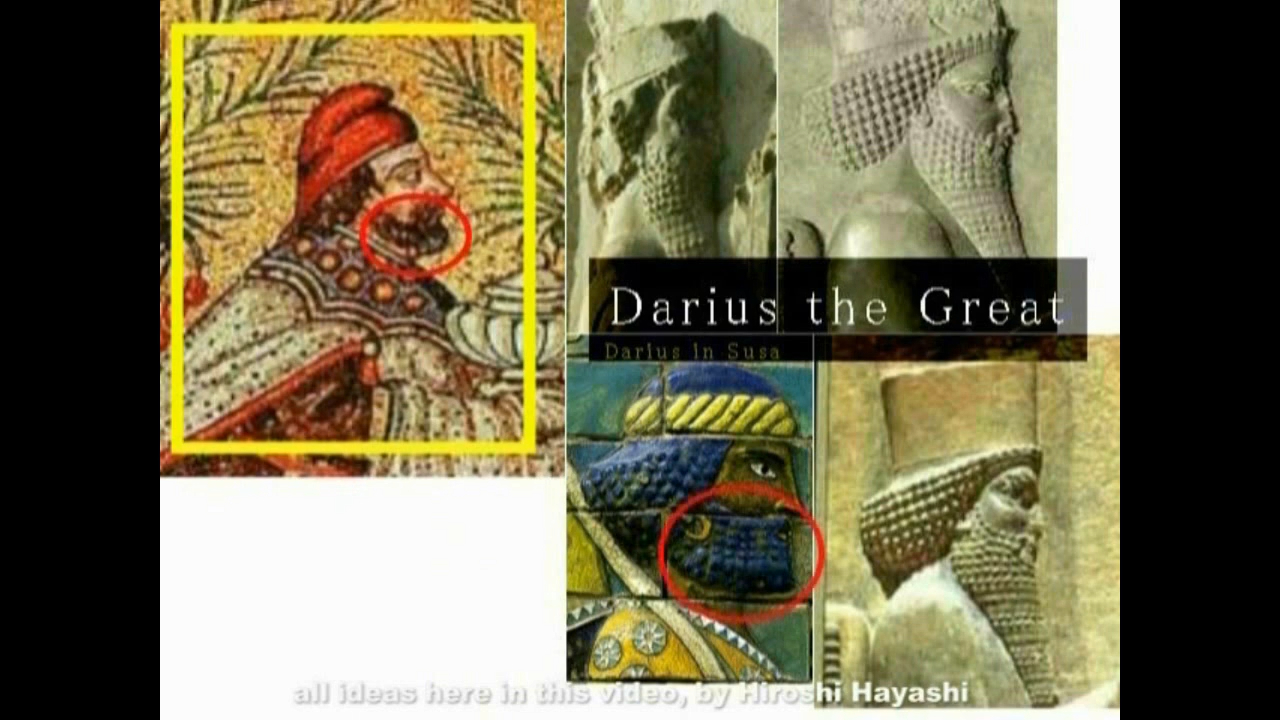 Darius the Great
Darius in Susa
all ideas here in this video, by Hiroshi Hayashi